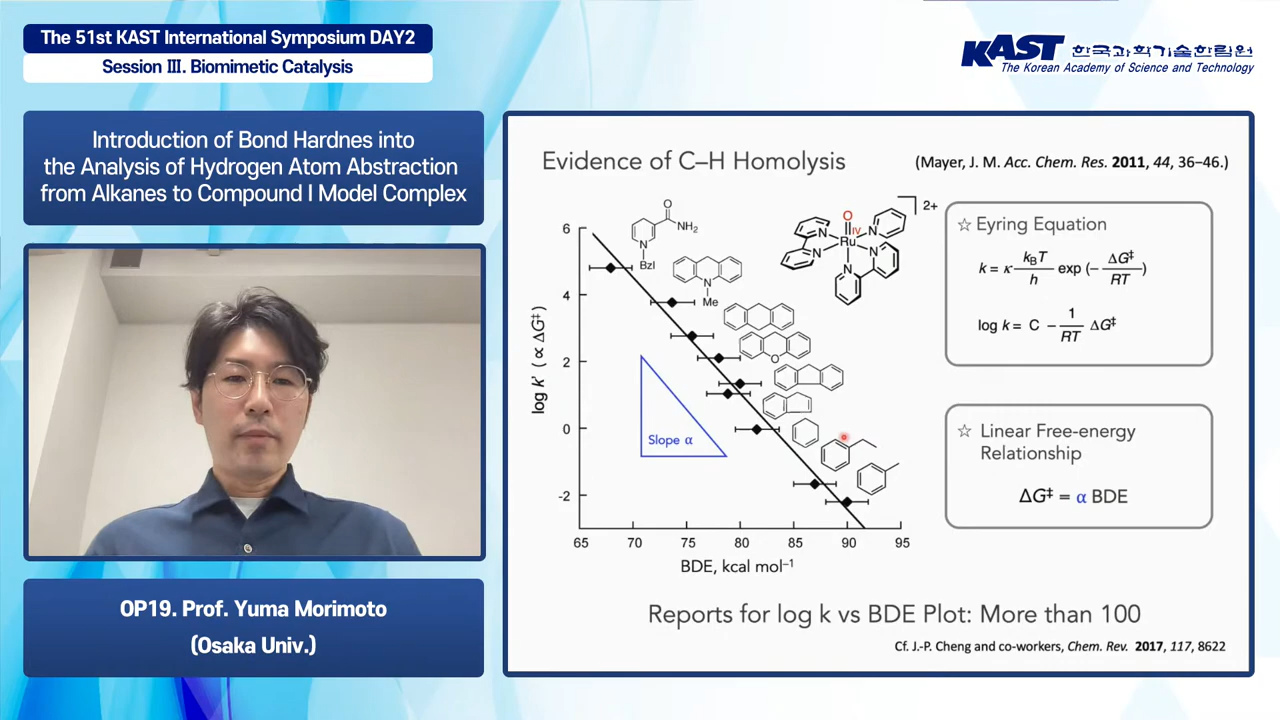 The 51st KAST International Symposium DAY2
Session Ⅲ. Biomimetic Catalysis
KAST 한국과학기술한림원
The Korean Academy of Science and Technology
Introduction of Bond Hardnes into
the Analysis of Hydrogen Atom Abstraction
from Alkanes to Compound I Model Complex
OP19. Prof. Yuma Morimoto
(Osaka Univ.)
Evidence of C–H Homolysis
(Mayer, J. M. Acc. Chem. Res. 2011, 44, 36–46.)
log k' (∝ ΔG‡)
6
4
2
0
-2
65 70 75 80 85 90 95
BDE, kcal mol⁻¹
O
NH₂
N
Bzl
N
Me
O
Slope α
2+
O
IV
Ru
N
N
N
N
N
☆ Eyring Equation
k = κ k_BT/h exp (− ΔG‡/RT)
log k = C − 1/RT ΔG‡
☆ Linear Free-energy
Relationship
ΔG‡ = α BDE
Reports for log k vs BDE Plot: More than 100
Cf. J.-P. Cheng and co-workers, Chem. Rev. 2017, 117, 8622